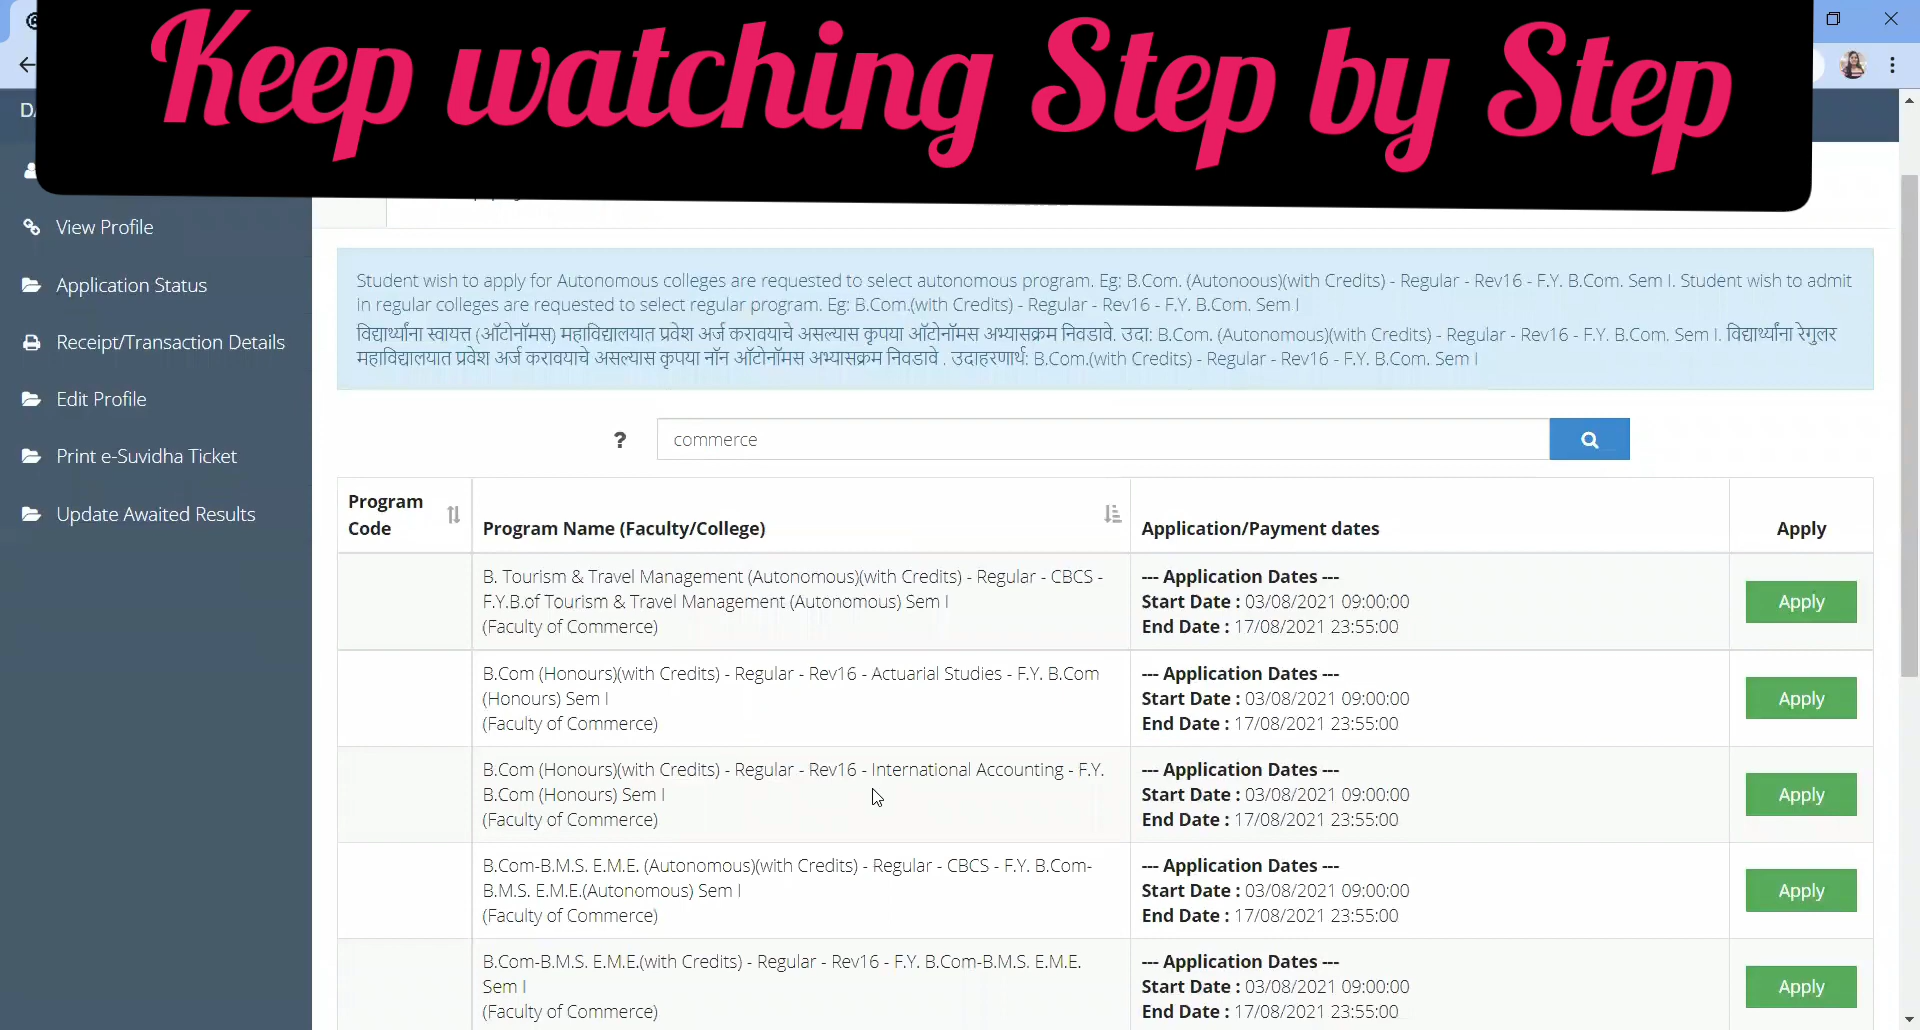 Keep watching Step by Step
View Profile
Application Status
Receipt/Transaction Details
Edit Profile
Print e-Suvidha Ticket
Update Awaited Results
Student wish to apply for Autonomous colleges are requested to select autonomous program. Eg: B.Com. (Autonoous)(with Credits) - Regular - Rev16 - F.Y. B.Com. Sem I. Student wish to admit
in regular colleges are requested to select regular program. Eg: B.Com.(with Credits) - Regular - Rev16 - F.Y. B.Com. Sem I
विद्यार्थ्यांना स्वायत्त (ऑटोनॉमस) महाविद्यालयात प्रवेश अर्ज करावयाचे असल्यास कृपया ऑटोनॉमस अभ्यासक्रम निवडावे. उदा: B.Com. (Autonomous)(with Credits) - Regular - Rev16 - F.Y. B.Com. Sem I. विद्यार्थ्यांना रेगुलर
महाविद्यालयात प्रवेश अर्ज करावयाचे असल्यास कृपया नॉन ऑटोनॉमस अभ्यासक्रम निवडावे . उदाहरणार्थ: B.Com.(with Credits) - Regular - Rev16 - F.Y. B.Com. Sem I
? commerce
Program
Code
Program Name (Faculty/College)
Application/Payment dates
Apply
B. Tourism & Travel Management (Autonomous)(with Credits) - Regular - CBCS -
F.Y.B.of Tourism & Travel Management (Autonomous) Sem I
(Faculty of Commerce)
--- Application Dates ---
Start Date : 03/08/2021 09:00:00
End Date : 17/08/2021 23:55:00
Apply
B.Com (Honours)(with Credits) - Regular - Rev16 - Actuarial Studies - F.Y. B.Com
(Honours) Sem I
(Faculty of Commerce)
--- Application Dates ---
Start Date : 03/08/2021 09:00:00
End Date : 17/08/2021 23:55:00
Apply
B.Com (Honours)(with Credits) - Regular - Rev16 - International Accounting - F.Y.
B.Com (Honours) Sem I
(Faculty of Commerce)
--- Application Dates ---
Start Date : 03/08/2021 09:00:00
End Date : 17/08/2021 23:55:00
Apply
B.Com-B.M.S. E.M.E. (Autonomous)(with Credits) - Regular - CBCS - F.Y. B.Com-
B.M.S. E.M.E.(Autonomous) Sem I
(Faculty of Commerce)
--- Application Dates ---
Start Date : 03/08/2021 09:00:00
End Date : 17/08/2021 23:55:00
Apply
B.Com-B.M.S. E.M.E.(with Credits) - Regular - Rev16 - F.Y. B.Com-B.M.S. E.M.E.
Sem I
(Faculty of Commerce)
--- Application Dates ---
Start Date : 03/08/2021 09:00:00
End Date : 17/08/2021 23:55:00
Apply